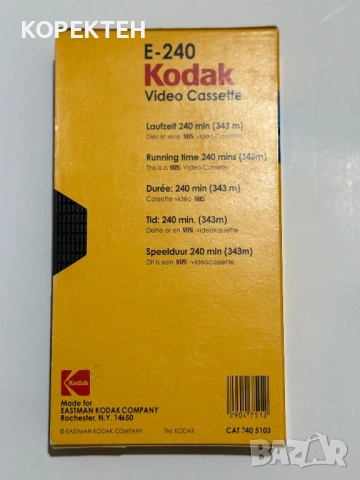 КОРЕКТЕН
E-240
Kodak
Video Cassette
Laufzeit 240 min (343 m)
Dies ist eine VHS Video Cassette.
Running time 240 mins (343m)
This is a VHS Video Cassette.
Durée: 240 min (343 m)
Cassette vidéo VHS
Tid: 240 min. (343m)
Dette er en VHS videokassette.
Speelduur 240 min (343m)
Dit is een VHS videocassette.
Kodak
Made for
EASTMAN KODAK COMPANY
Rochester, N.Y. 14650
© EASTMAN KODAK COMPANY TM: KODAK
CAT 740 5103
BAZAR
bg